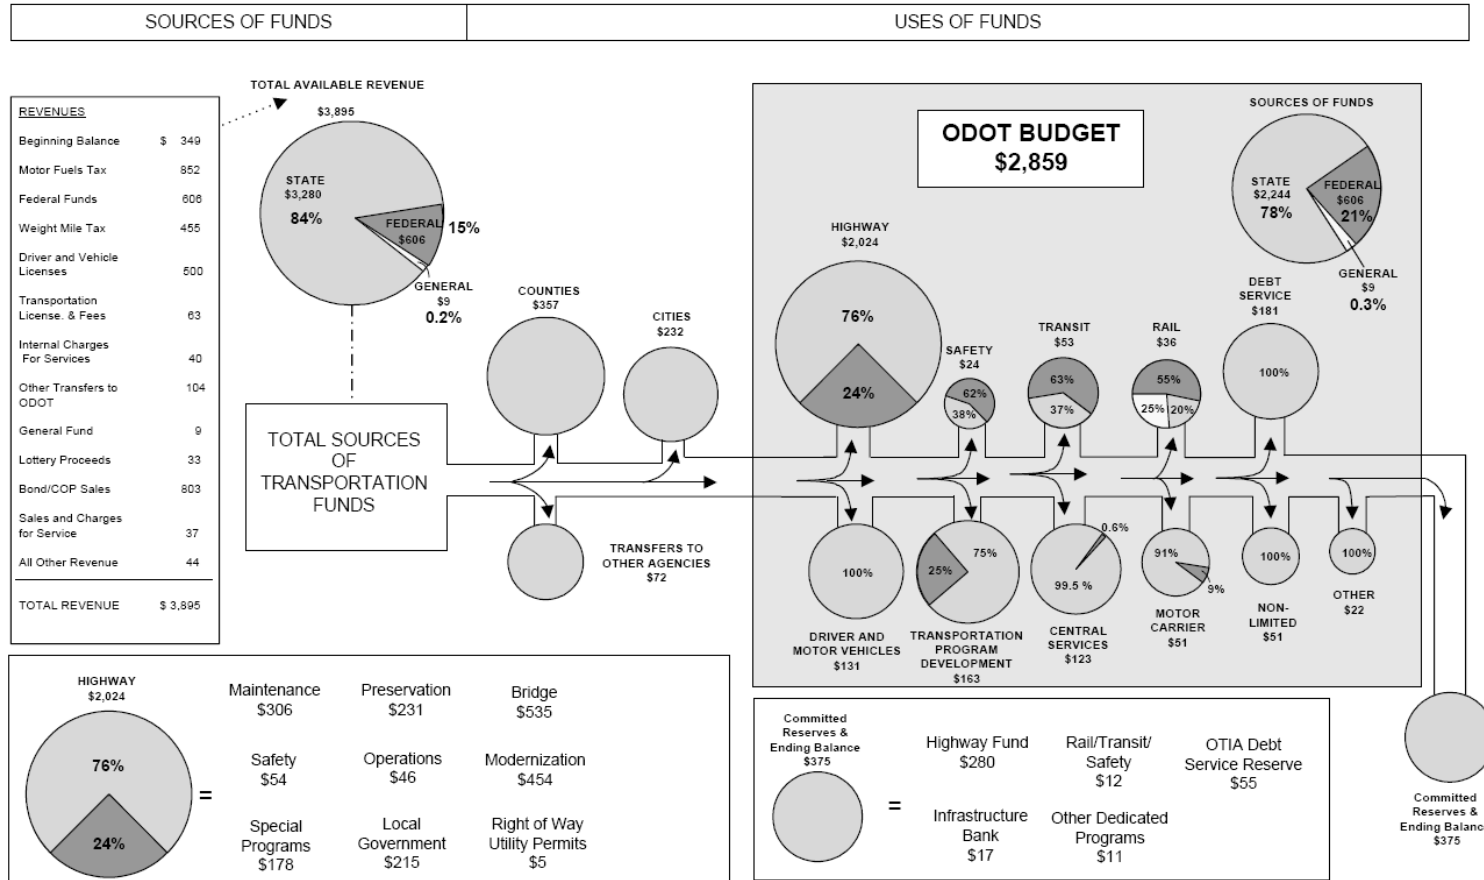 SOURCES OF FUNDS
USES OF FUNDS
REVENUES
Beginning Balance $ 349
Motor Fuels Tax 852
Federal Funds 606
Weight Mile Tax 455
Driver and Vehicle
Licenses 500
Transportation
License. & Fees 63
Internal Charges
For Services 40
Other Transfers to 104
ODOT
General Fund 9
Lottery Proceeds 33
Bond/COP Sales 803
Sales and Charges
for Service 37
All Other Revenue 44
TOTAL REVENUE $ 3,895
TOTAL AVAILABLE REVENUE
$3,895
STATE
$3,280
84%
FEDERAL
$606
15%
GENERAL
$9
0.2%
TOTAL SOURCES
OF
TRANSPORTATION
FUNDS
COUNTIES
$357
CITIES
$232
TRANSFERS TO
OTHER AGENCIES
$72
ODOT BUDGET
$2,859
SOURCES OF FUNDS
STATE
$2,244
78%
FEDERAL
$606
21%
GENERAL
$9
0.3%
HIGHWAY
$2,024
76%
24%
SAFETY
$24
62%
38%
TRANSIT
$53
63%
37%
RAIL
$36
55%
25%
20%
DEBT
SERVICE
$181
100%
100%
DRIVER AND
MOTOR VEHICLES
$131
75%
25%
TRANSPORTATION
PROGRAM
DEVELOPMENT
$163
0.6%
99.5 %
CENTRAL
SERVICES
$123
91%
9%
MOTOR
CARRIER
$51
100%
NON-
LIMITED
$51
100%
OTHER
$22
HIGHWAY
$2,024
76%
24%
=
Maintenance
$306
Preservation
$231
Bridge
$535
Safety
$54
Operations
$46
Modernization
$454
Special
Programs
$178
Local
Government
$215
Right of Way
Utility Permits
$5
Committed
Reserves &
Ending Balance
$375
=
Highway Fund
$280
Rail/Transit/
Safety
$12
OTIA Debt
Service Reserve
$55
Infrastructure
Bank
$17
Other Dedicated
Programs
$11
Committed
Reserves &
Ending Balanc
$375